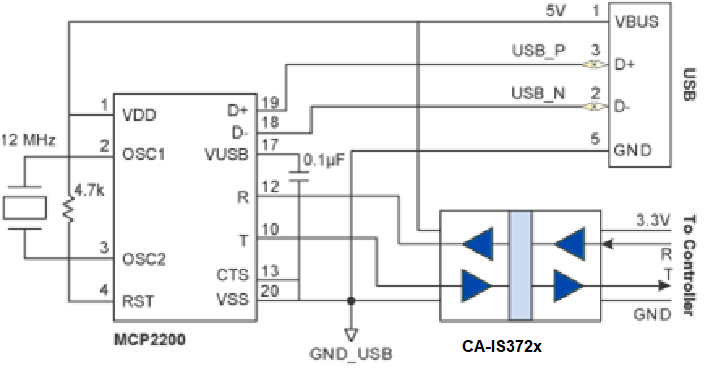 5V
1
VBUS
USB_P
3
D+
USB_N
2
D-
5
GND
USB
1
VDD
D+
19
D-
18
12 MHz
2
OSC1
VUSB
17
0.1µF
4.7k
R
12
T
10
3
OSC2
CTS
13
4
RST
VSS
20
MCP2200
GND_USB
3.3V
R
T
GND
To Controller
CA-IS372x